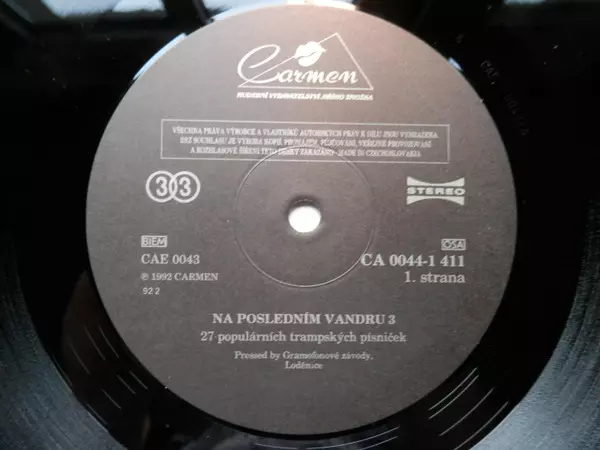 Carmen
HUDEBNÍ VYDAVATELSTVÍ JIŘÍHO BROŽKA
VŠECHNA PRÁVA VÝROBCE A VLASTNÍKŮ AUTORSKÝCH PRÁV K DÍLU JSOU VYHRAZENA
BEZ SOUHLASU JE VÝROBA KOPIÍ, PRONÁJEM, PŮJČOVÁNÍ, VEŘEJNÉ PROVOZOVÁNÍ
A ROZHLASOVÉ ŠÍŘENÍ TÉTO DESKY ZAKÁZÁNO - MADE IN CZECHOSLOVAKIA
33
STEREO
BIEM
OSA
CAE 0043
CA 0044-1 411
℗ 1992 CARMEN
1. strana
92 2
NA POSLEDNÍM VANDRU 3
27 populárních trampských písniček
Pressed by Gramofonové závody,
Loděnice